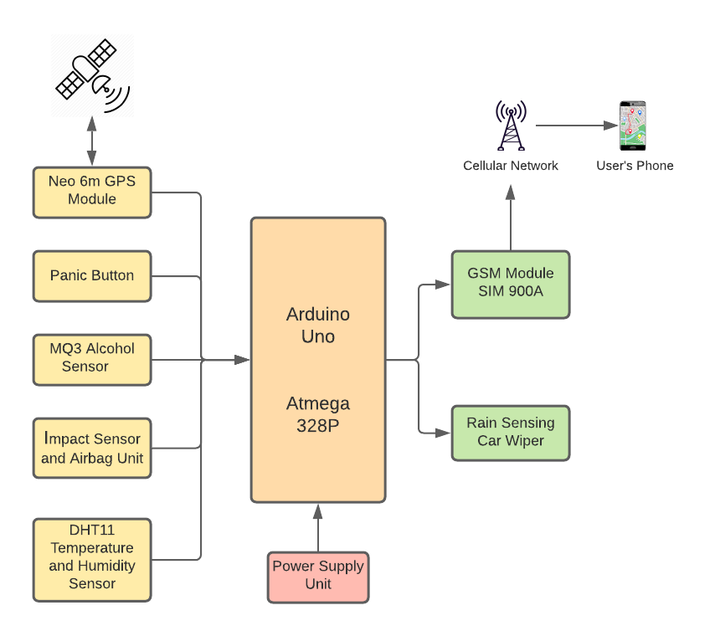 Cellular Network
User's Phone
Neo 6m GPS
Module
Panic Button
MQ3 Alcohol
Sensor
Impact Sensor
and Airbag Unit
DHT11
Temperature
and Humidity
Sensor
Arduino
Uno
Atmega
328P
Power Supply
Unit
GSM Module
SIM 900A
Rain Sensing
Car Wiper